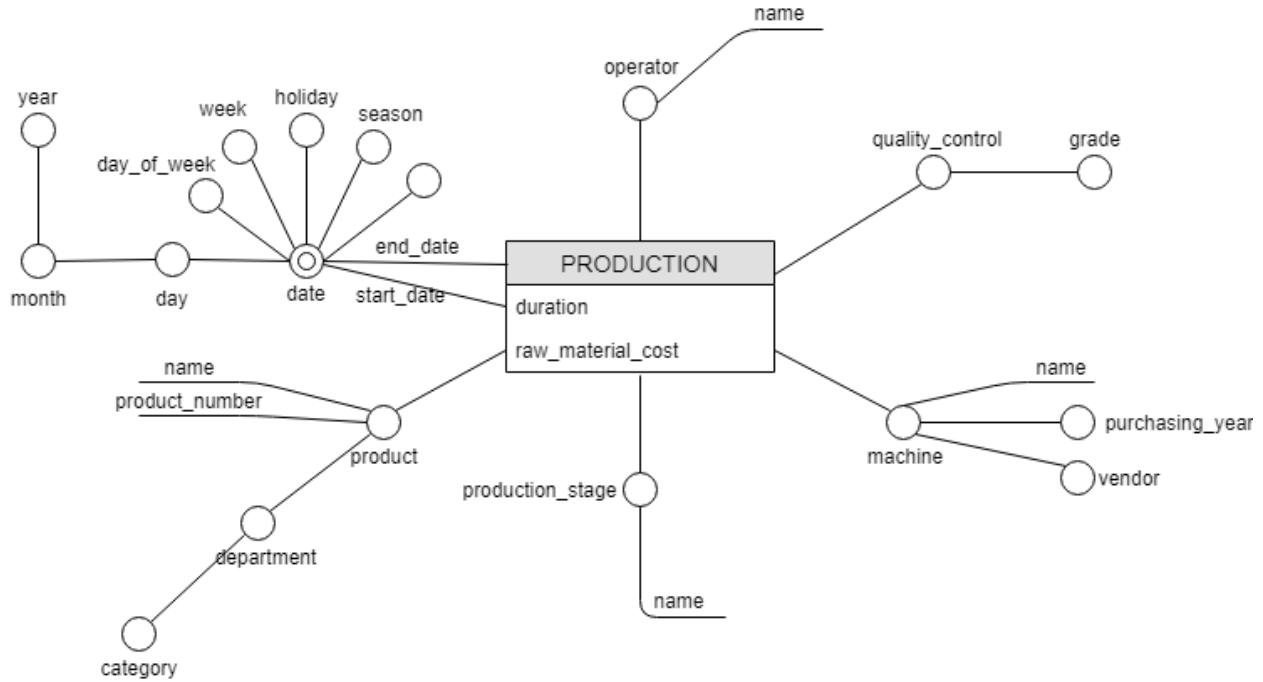 name
operator
year
week
holiday
season
day_of_week
quality_control
grade
end_date
start_date
month
day
date
PRODUCTION
duration
raw_material_cost
name
product_number
product
department
category
production_stage
name
name
purchasing_year
machine
vendor